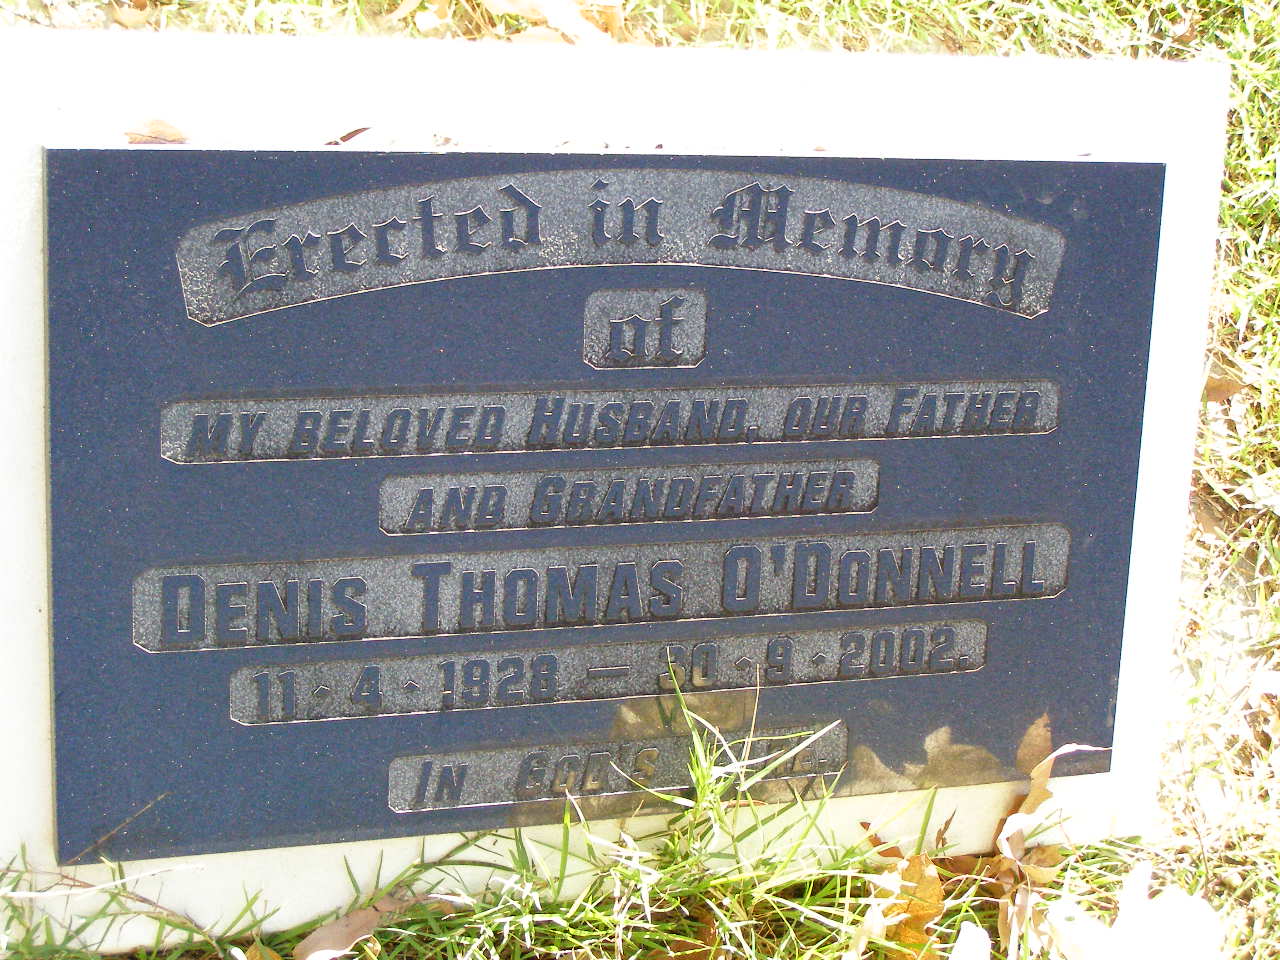 Erected in Memory
of
MY BELOVED HUSBAND, OUR FATHER
AND GRANDFATHER
DENIS THOMAS O'DONNELL
11-4-1928 — 30-9-2002.
IN GOD'S